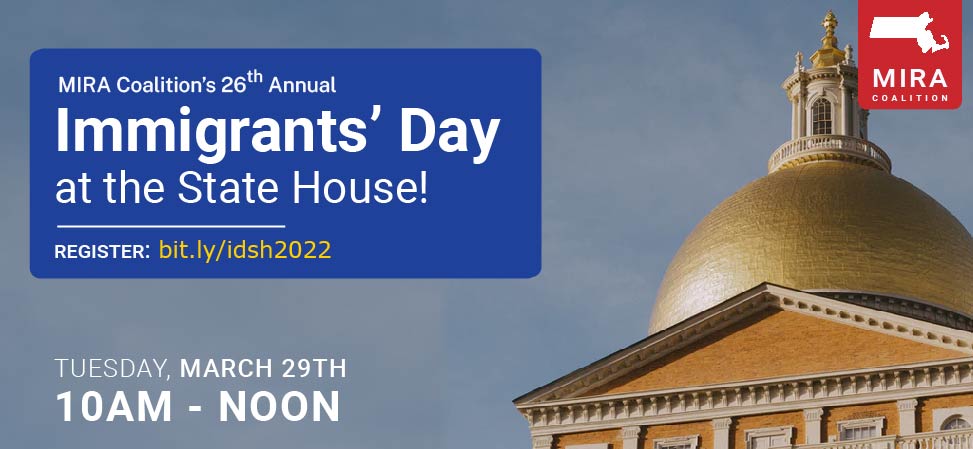 MIRA Coalition's 26th Annual
Immigrants' Day
at the State House!
REGISTER: bit.ly/idsh2022
TUESDAY, MARCH 29TH
10AM - NOON
MIRA
COALITION